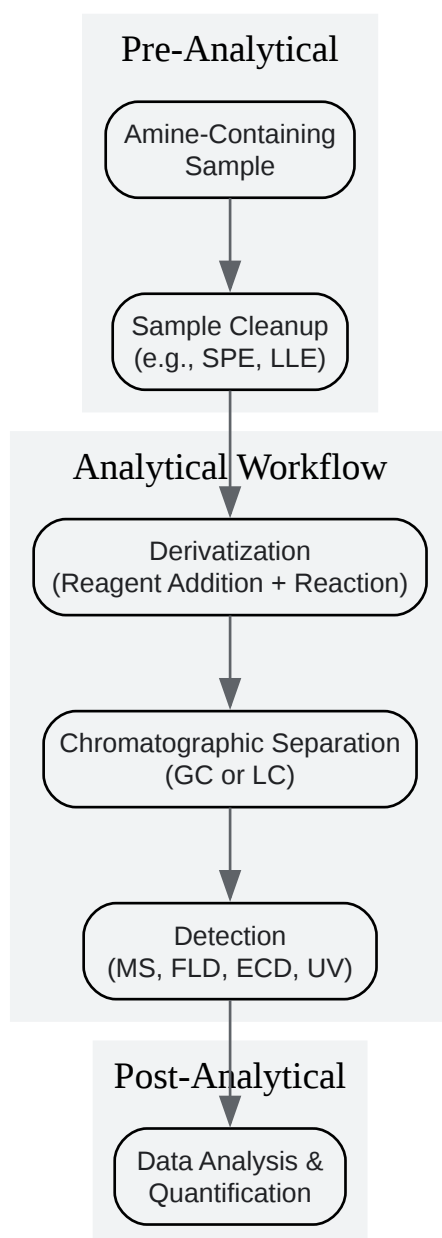 Pre-Analytical
Amine-Containing
Sample
Sample Cleanup
(e.g., SPE, LLE)
Analytical Workflow
Derivatization
(Reagent Addition + Reaction)
Chromatographic Separation
(GC or LC)
Detection
(MS, FLD, ECD, UV)
Post-Analytical
Data Analysis &
Quantification